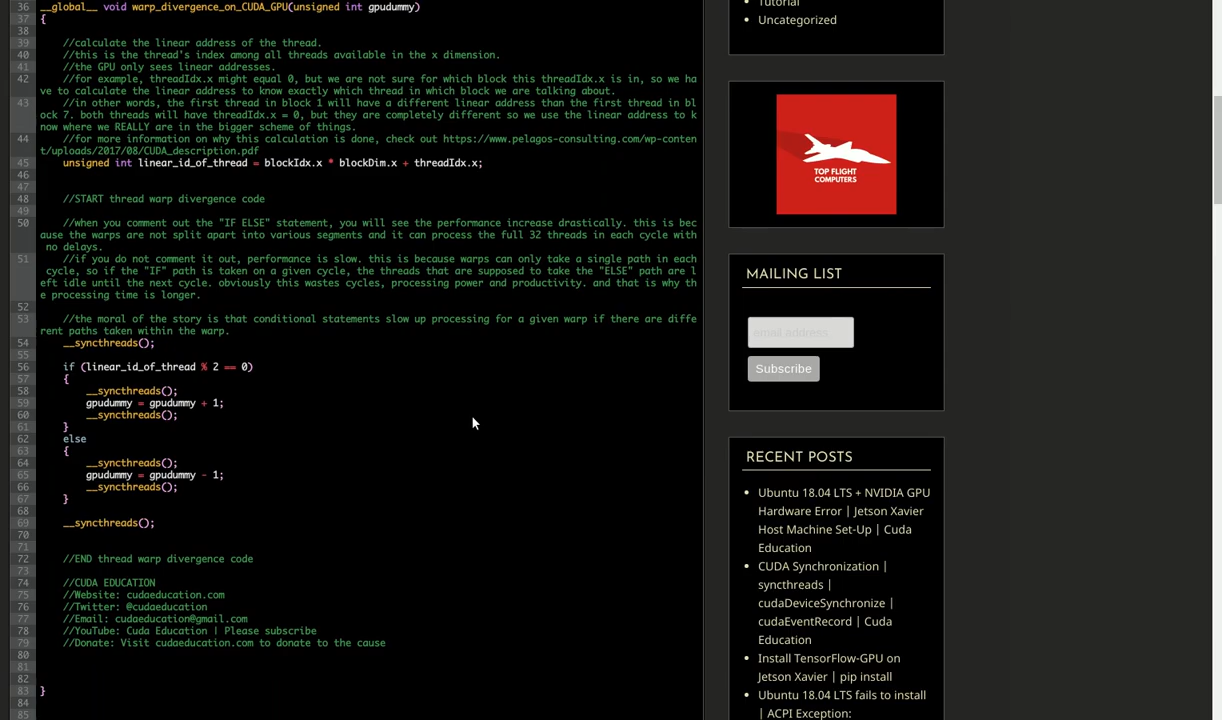 36 __global__ void warp_divergence_on_CUDA_GPU(unsigned int gpudummy)
37 {
38
39 //calculate the linear address of the thread.
40 //this is the thread's index among all threads available in the x dimension.
41 //the GPU only sees linear addresses.
42 //for example, threadIdx.x might equal 0, but we are not sure for which block this threadIdx.x is in, so we ha
ve to calculate the linear address to know exactly which thread in which block we are talking about.
43 //in other words, the first thread in block 1 will have a different linear address than the first thread in bl
ock 7. both threads will have threadIdx.x = 0, but they are completely different so we use the linear address to k
now where we REALLY are in the bigger scheme of things.
44 //for more information on why this calculation is done, check out https://www.pelagos-consulting.com/wp-conten
t/uploads/2017/08/CUDA_description.pdf
45 unsigned int linear_id_of_thread = blockIdx.x * blockDim.x + threadIdx.x;
46
47
48 //START thread warp divergence code
49
50 //when you comment out the "IF ELSE" statement, you will see the performance increase drastically. this is bec
ause the warps are not split apart into various segments and it can process the full 32 threads in each cycle with
no delays.
51 //if you do not comment it out, performance is slow. this is because warps can only take a single path in each
cycle, so if the "IF" path is taken on a given cycle, the threads that are supposed to take the "ELSE" path are l
eft idle until the next cycle. obviously this wastes cycles, processing power and productivity. and that is why th
e processing time is longer.
52
53 //the moral of the story is that conditional statements slow up processing for a given warp if there are diffe
rent paths taken within the warp.
54 __syncthreads();
55
56 if (linear_id_of_thread % 2 == 0)
57 {
58 __syncthreads();
59 gpudummy = gpudummy + 1;
60 __syncthreads();
61 }
62 else
63 {
64 __syncthreads();
65 gpudummy = gpudummy - 1;
66 __syncthreads();
67 }
68
69 __syncthreads();
70
71
72 //END thread warp divergence code
73
74 //CUDA EDUCATION
75 //Website: cudaeducation.com
76 //Twitter: @cudaeducation
77 //Email: cudaeducation@gmail.com
78 //YouTube: Cuda Education | Please subscribe
79 //Donate: Visit cudaeducation.com to donate to the cause
80
81
82
83 }
84
85
Tutorial
Uncategorized
TOP FLIGHT
COMPUTERS
MAILING LIST
email address
Subscribe
RECENT POSTS
Ubuntu 18.04 LTS + NVIDIA GPU
Hardware Error | Jetson Xavier
Host Machine Set-Up | Cuda
Education
CUDA Synchronization |
syncthreads |
cudaDeviceSynchronize |
cudaEventRecord | Cuda
Education
Install TensorFlow-GPU on
Jetson Xavier | pip install
Ubuntu 18.04 LTS fails to install
| ACPI Exception: